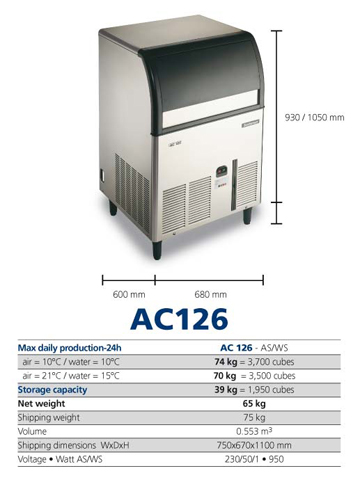 930 / 1050 mm
600 mm 680 mm
AC126
Max daily production-24h AC 126 - AS/WS
air = 10ºC / water = 10ºC 74 kg = 3,700 cubes
air = 21ºC / water = 15ºC 70 kg = 3,500 cubes
Storage capacity 39 kg = 1,950 cubes
Net weight 65 kg
Shipping weight 75 kg
Volume 0.553 m³
Shipping dimensions WxDxH 750x670x1100 mm
Voltage • Watt AS/WS 230/50/1 • 950